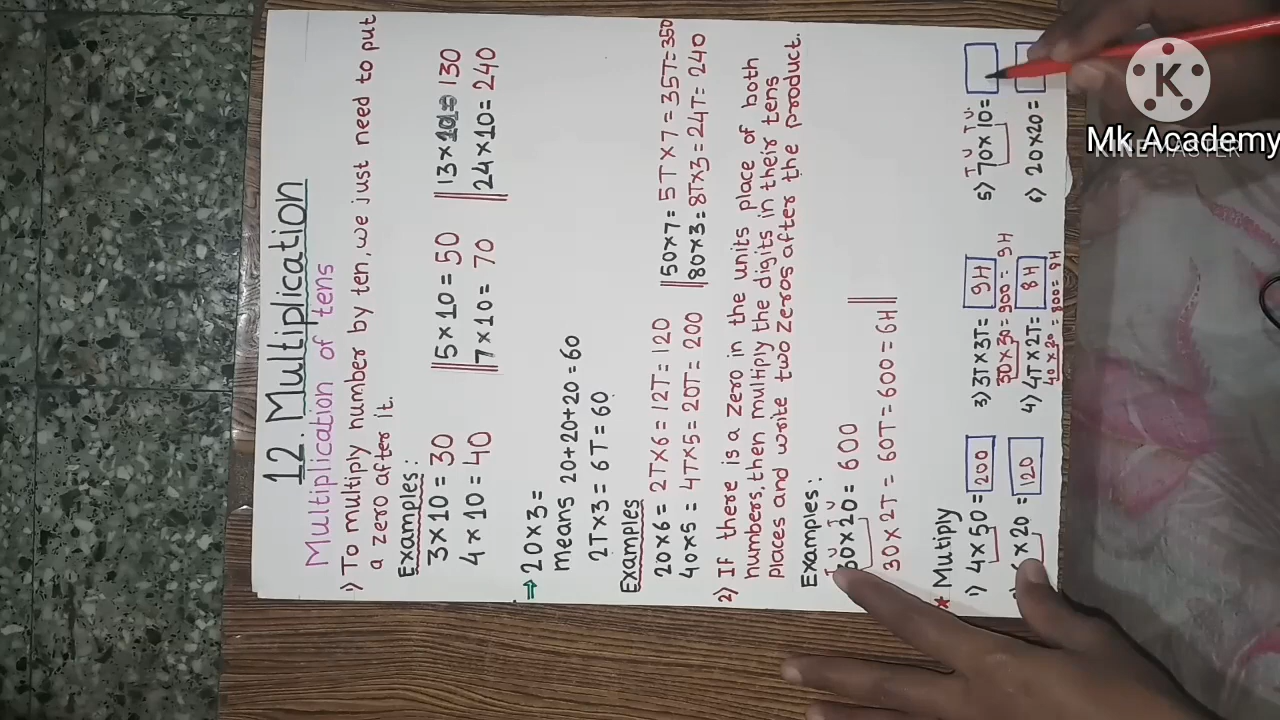 12. Multiplication
Multiplication of tens
1) To multiply number by ten, we just need to put
a zero after it.
Examples:
3 x 10 = 30 5 x 10 = 50 13 x 10 = 130
4 x 10 = 40 7 x 10 = 70 24 x 10 = 240
⇒ 20 x 3 =
means 20+20+20 = 60
2T x 3 = 6T = 60
Examples
20 x 6 = 2T x 6 = 12T = 120 50 x 7 = 5T x 7 = 35T = 350
40 x 5 = 4T x 5 = 20T = 200 80 x 3 = 8T x 3 = 24T = 240
2) If there is a zero in the units place of both
numbers, then multiply the digits in their tens
places and write two zeros after the product.
Examples:
T U T U
30 x 20 = 600
30 x 2T = 60T = 600 = 6H
* Mutiply
1) 4 x 50 = 200 3) 3T x 3T = 9H 5) 70 x 10 =
T U T U.
30 x 30 = 900 = 9H
6 x 20 = 120 4) 4T x 2T = 8H 6) 20 x 20 =
40 x 20 = 800 = 8H
K
Mk Academy
KINEMASTER